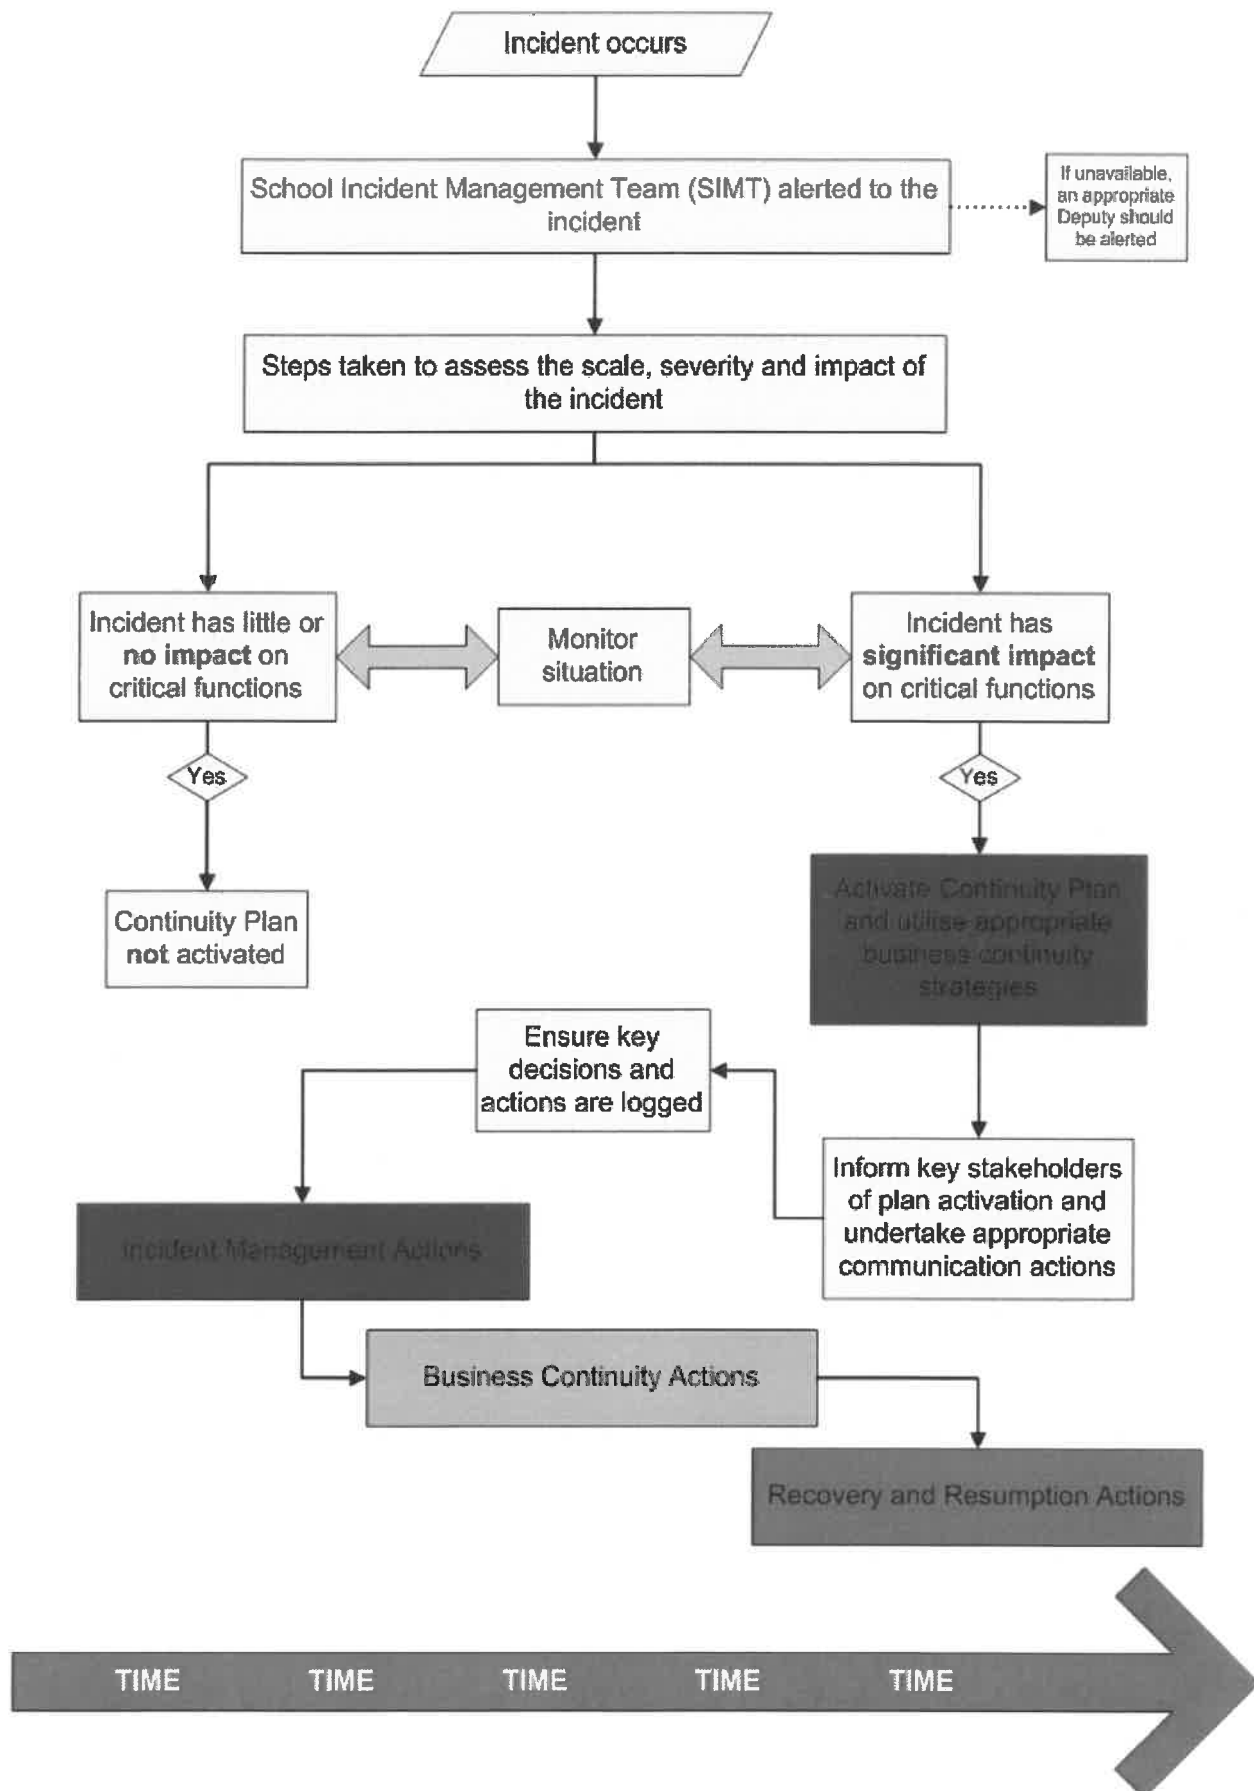 Incident occurs
School Incident Management Team (SIMT) alerted to the
incident
If unavailable,
an appropriate
Deputy should
be alerted
Steps taken to assess the scale, severity and impact of
the incident
Incident has little or
no impact on
critical functions
Monitor
situation
Incident has
significant impact
on critical functions
Yes
Yes
Continuity Plan
not activated
Activate Continuity Plan
and utilise appropriate
business continuity
strategies
Ensure key
decisions and
actions are logged
Inform key stakeholders
of plan activation and
undertake appropriate
communication actions
Incident Management Actions
Business Continuity Actions
Recovery and Resumption Actions
TIME TIME TIME TIME TIME